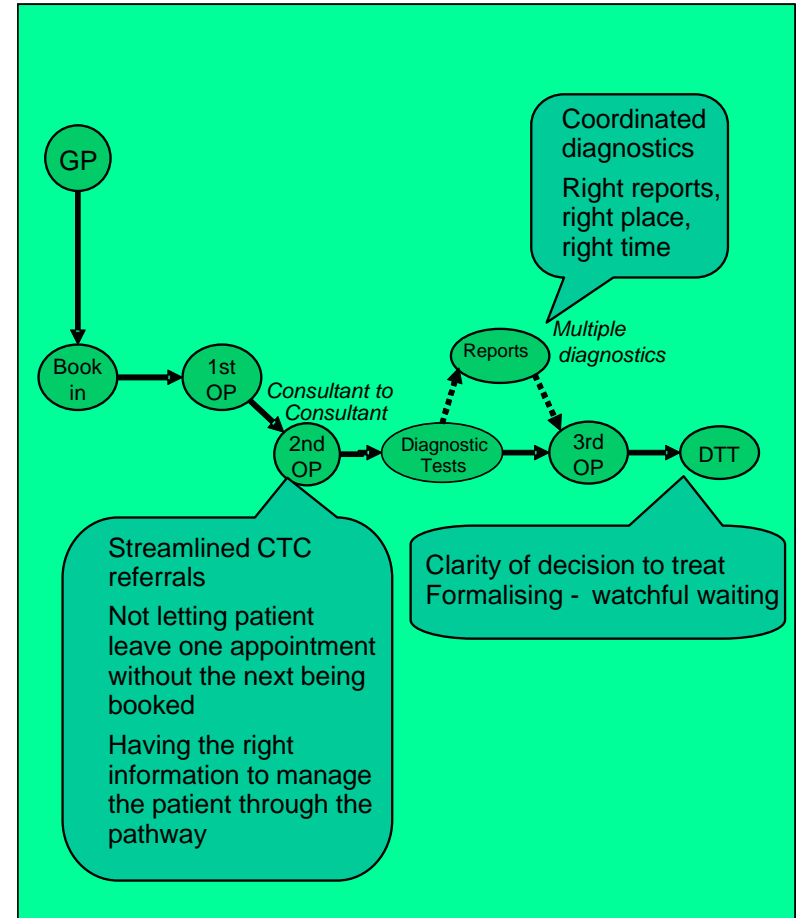 Coordinated
diagnostics
Right reports,
right place,
right time
GP
Book
in
1st
OP
Consultant to
Consultant
2nd
OP
Diagnostic
Tests
Reports
Multiple
diagnostics
3rd
OP
DTT
Streamlined CTC
referrals
Not letting patient
leave one appointment
without the next being
booked
Having the right
information to manage
the patient through the
pathway
Clarity of decision to treat
Formalising - watchful waiting